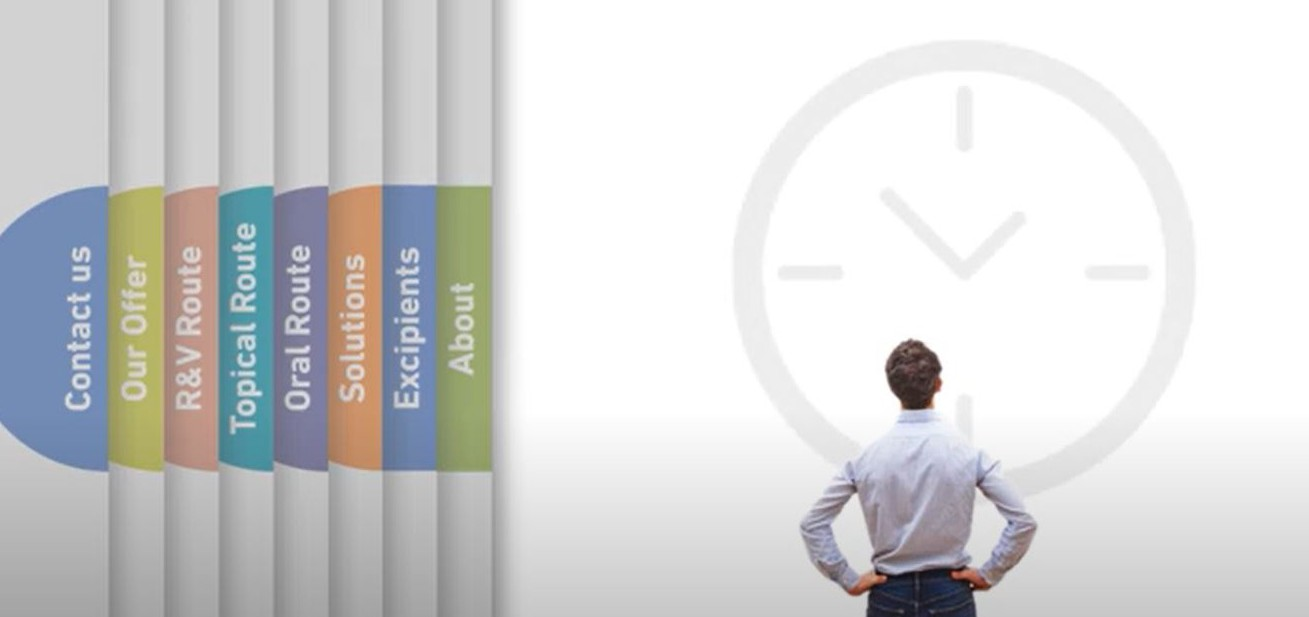 Contact us
Our Offer
R&V Route
Topical Route
Oral Route
Solutions
Excipients
About